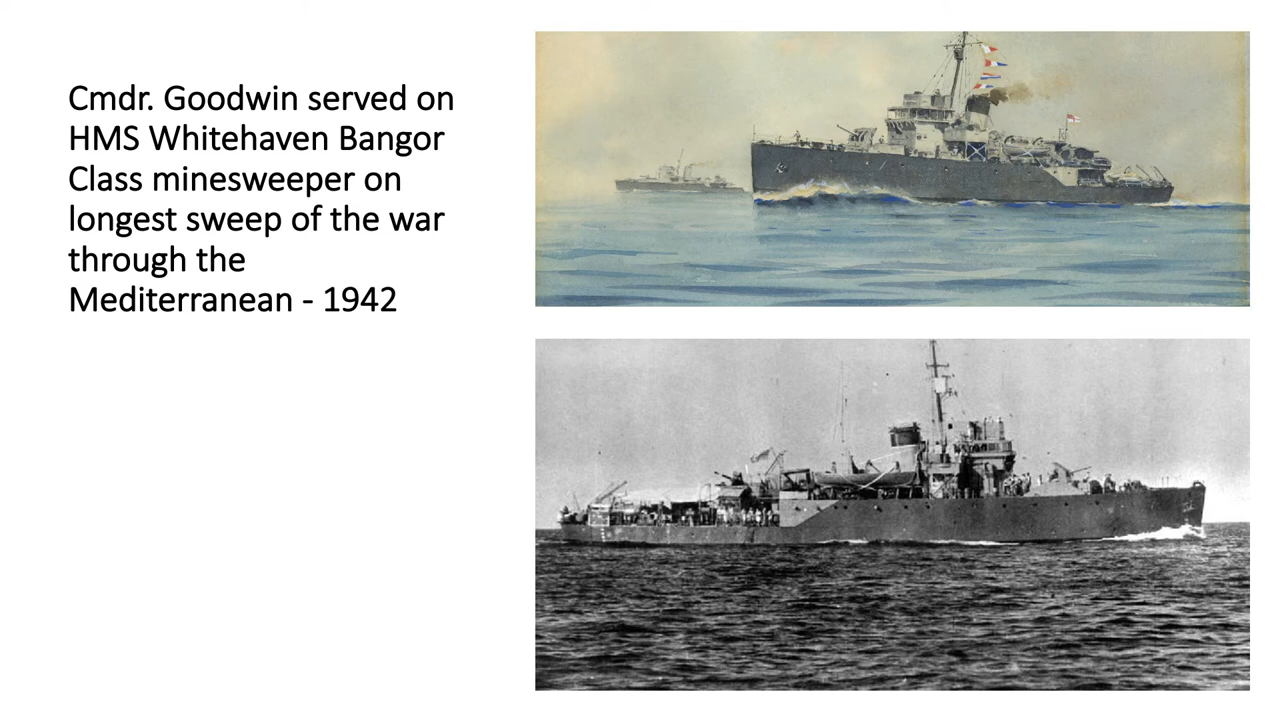 Cmdr. Goodwin served on
HMS Whitehaven Bangor
Class minesweeper on
longest sweep of the war
through the
Mediterranean - 1942